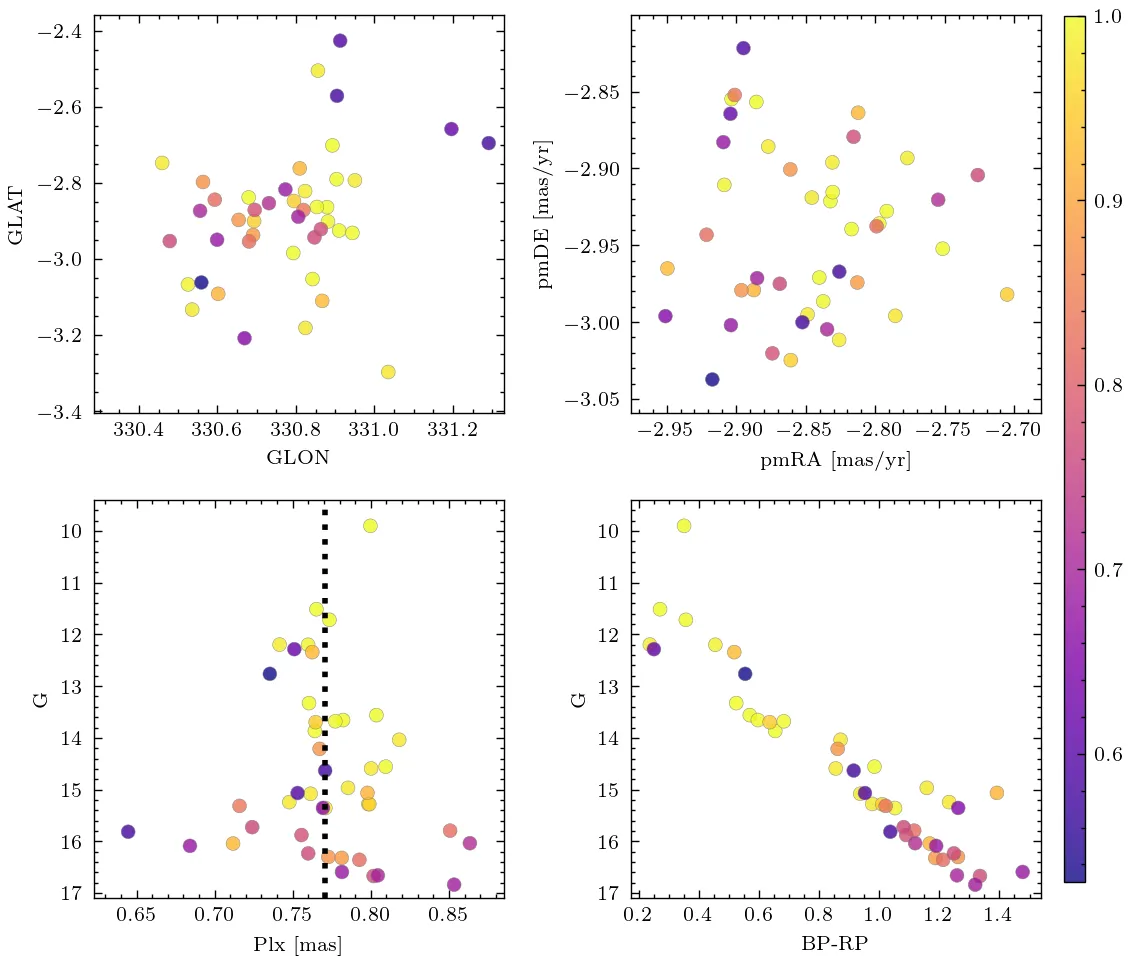 −2.4
−2.6
−2.8
−3.0
−3.2
−3.4
GLAT
330.4 330.6 330.8 331.0 331.2
GLON
−2.85
−2.90
−2.95
−3.00
−3.05
pmDE [mas/yr]
−2.95 −2.90 −2.85 −2.80 −2.75 −2.70
pmRA [mas/yr]
1.0
0.9
0.8
0.7
0.6
10
11
12
13
14
15
16
17
G
0.65 0.70 0.75 0.80 0.85
Plx [mas]
10
11
12
13
14
15
16
17
G
0.2 0.4 0.6 0.8 1.0 1.2 1.4
BP-RP